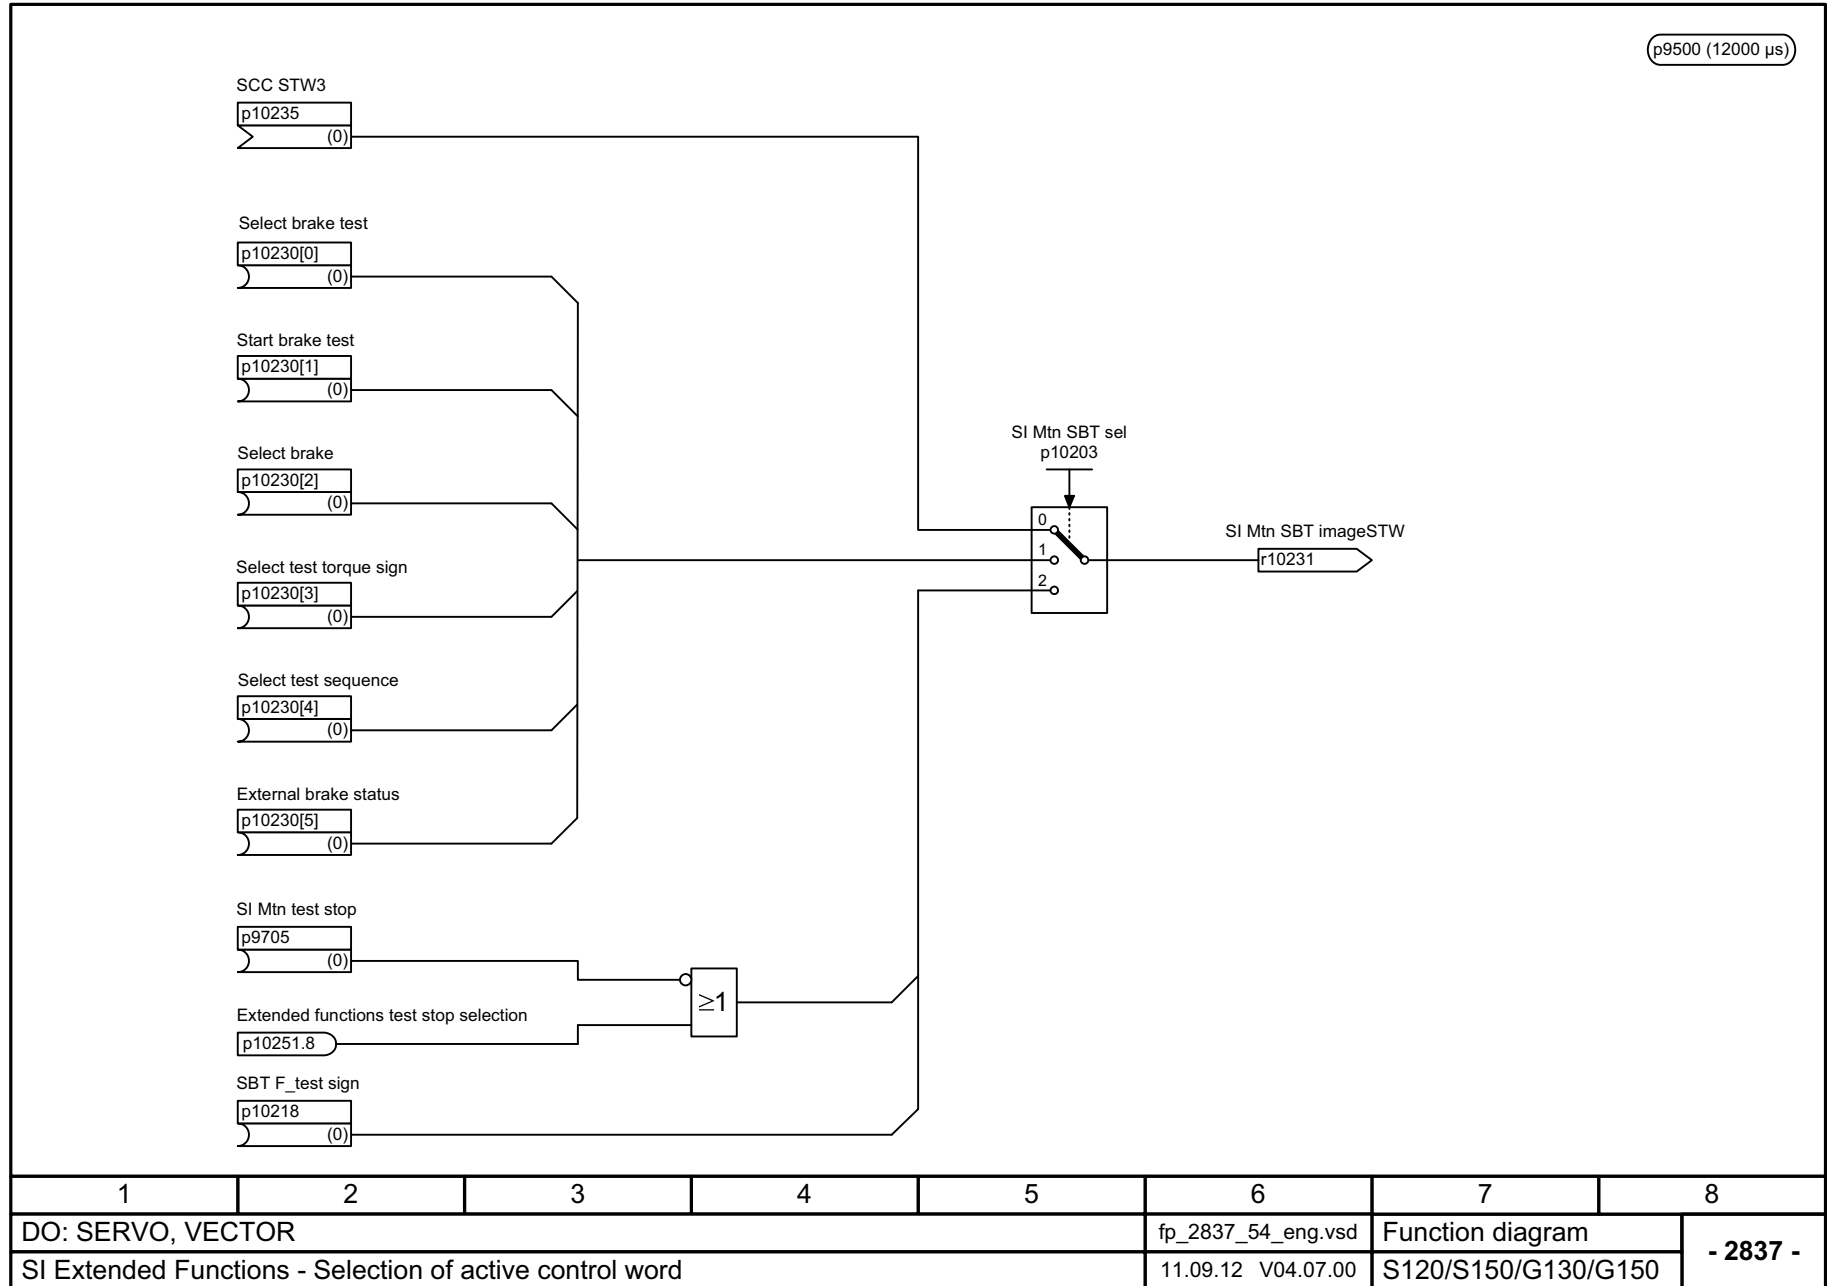 p9500 (12000 µs)
SCC STW3
p10235
(0)
Select brake test
p10230[0]
(0)
Start brake test
p10230[1]
(0)
Select brake
p10230[2]
(0)
Select test torque sign
p10230[3]
(0)
Select test sequence
p10230[4]
(0)
External brake status
p10230[5]
(0)
SI Mtn test stop
p9705
(0)
Extended functions test stop selection
p10251.8
≥1
SBT F_test sign
p10218
(0)
SI Mtn SBT sel
p10203
0
1
2
SI Mtn SBT imageSTW
r10231
1 2 3 4 5 6 7 8
DO: SERVO, VECTOR
fp_2837_54_eng.vsd
Function diagram
- 2837 -
SI Extended Functions - Selection of active control word
11.09.12 V04.07.00
S120/S150/G130/G150